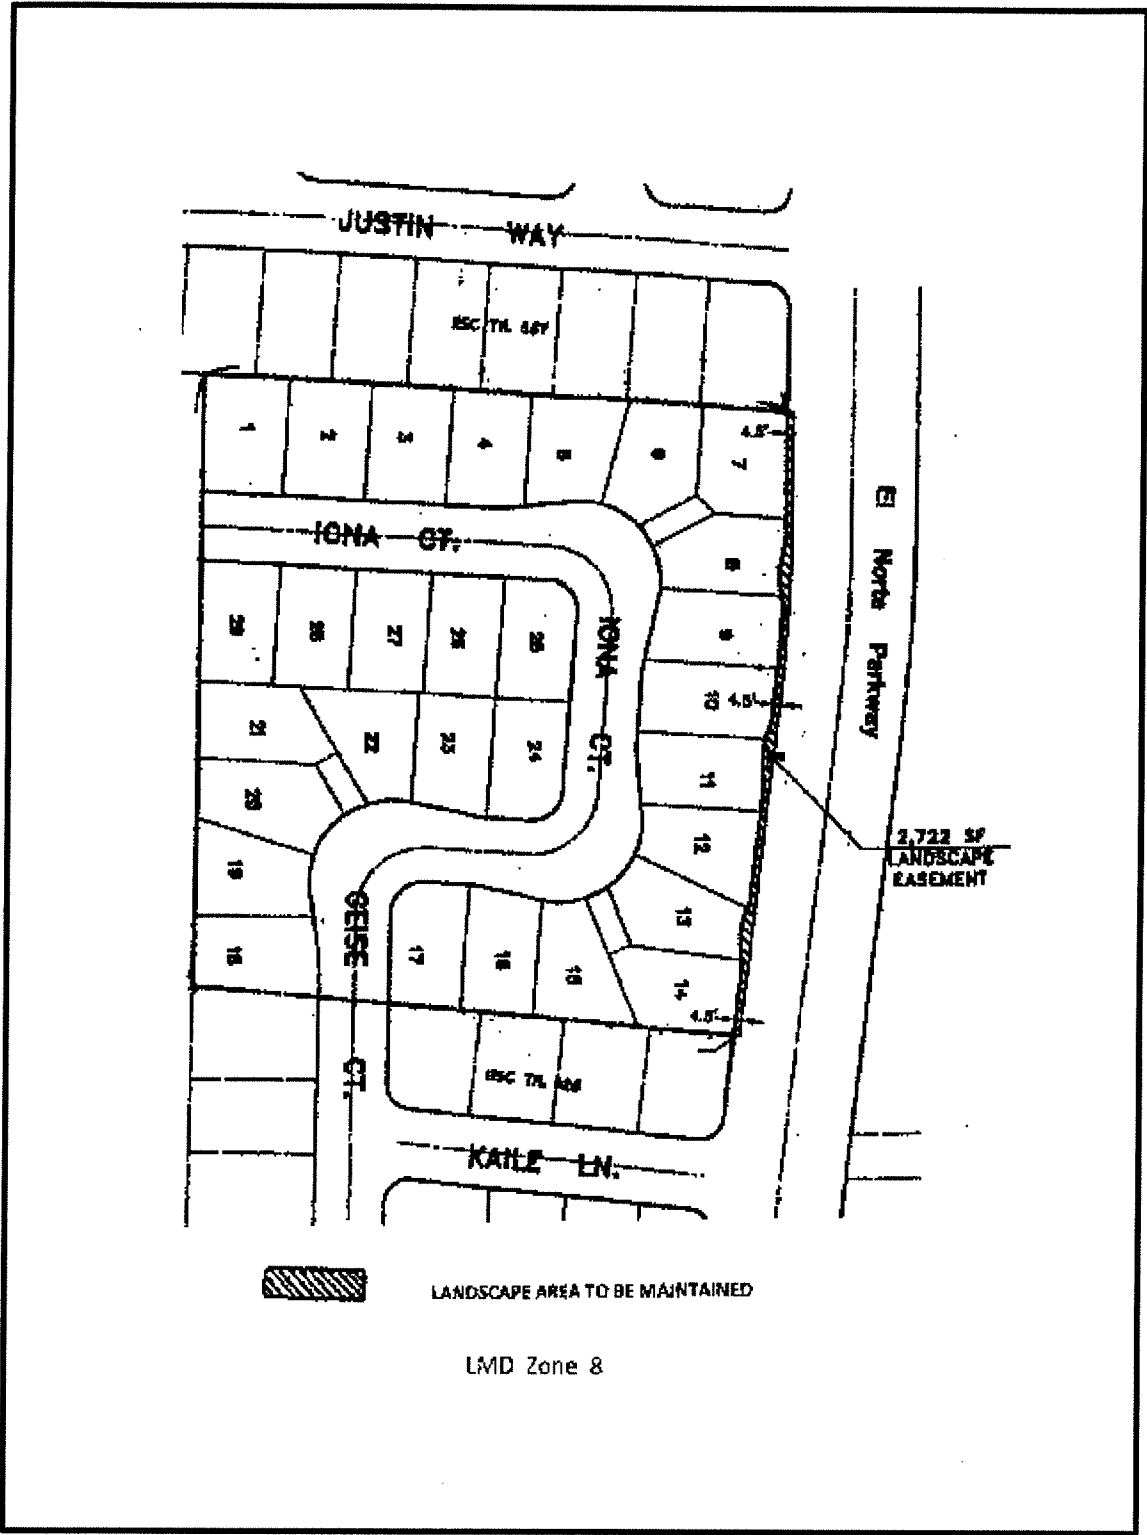 JUSTIN WAY
1
2
3
4
5
6
7
4.5'
IONA CT.
El Norte Parkway
8
9
10
4.5'
11
12
13
14
4.5'
IONA CT.
29
28
27
26
25
21
22
23
24
20
19
18
GEISE CT.
17
16
15
2,722 SF
LANDSCAPE
EASEMENT
KAILE LN.
LANDSCAPE AREA TO BE MAINTAINED
LMD Zone 8